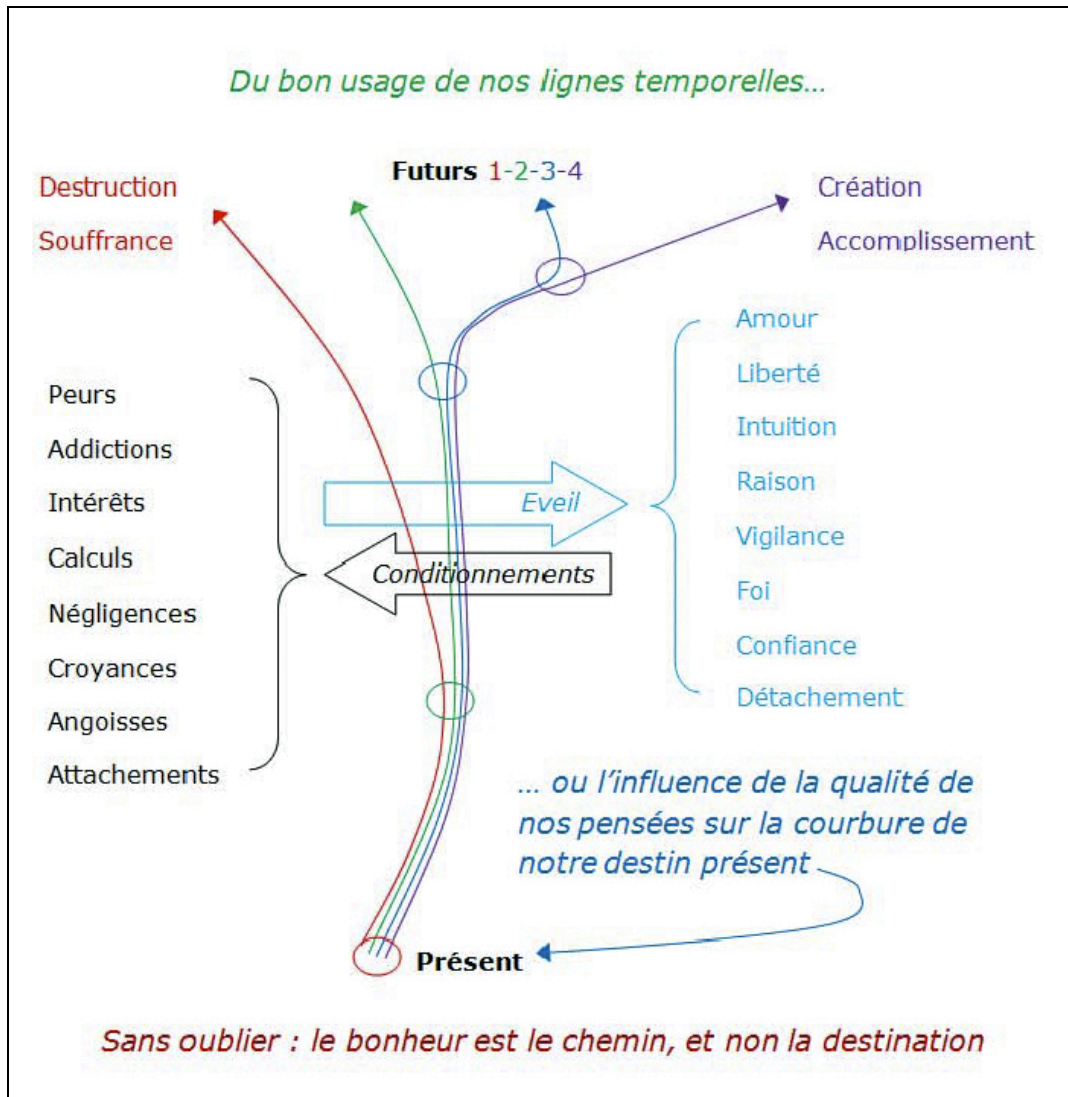 Du bon usage de nos lignes temporelles...
Futurs 1-2-3-4
Destruction
Souffrance
Création
Accomplissement
Peurs
Addictions
Intérêts
Calculs
Négligences
Croyances
Angoisses
Attachements
Eveil
Conditionnements
Amour
Liberté
Intuition
Raison
Vigilance
Foi
Confiance
Détachement
... ou l'influence de la qualité de
nos pensées sur la courbure de
notre destin présent
Présent
Sans oublier : le bonheur est le chemin, et non la destination